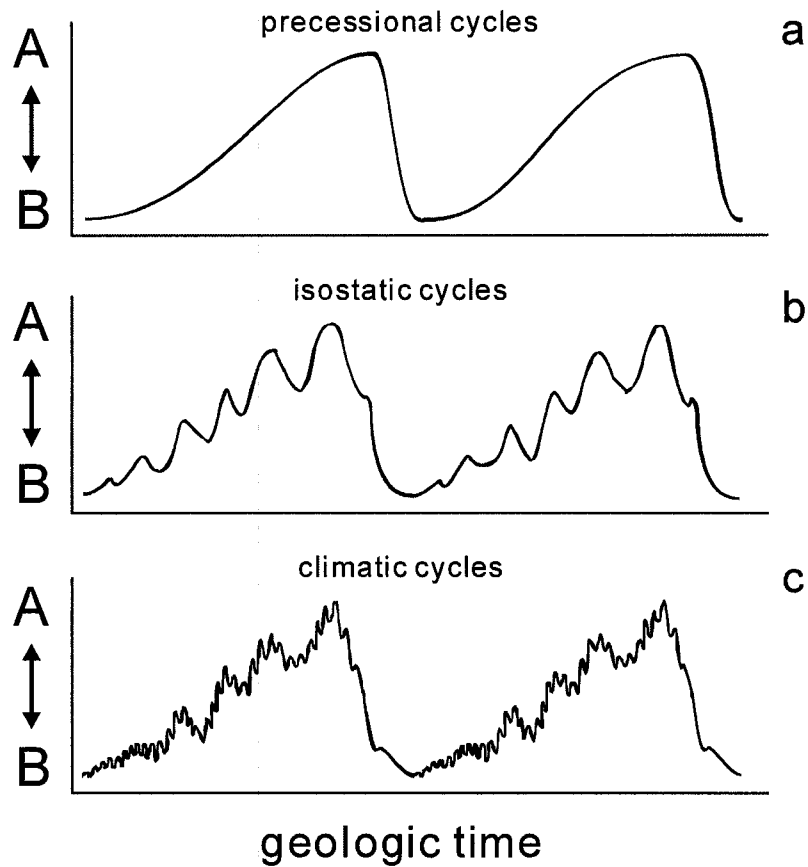 precessional cycles
a
A
B
isostatic cycles
b
A
B
climatic cycles
c
A
B
geologic time